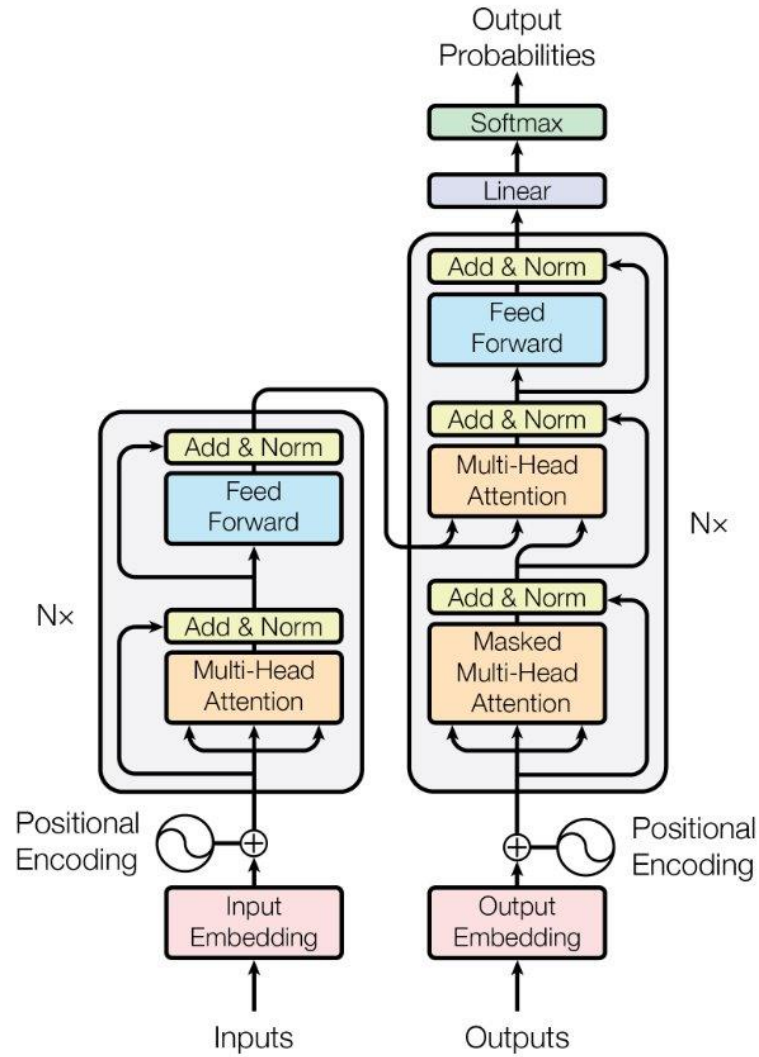 Output
Probabilities
Softmax
Linear
Add & Norm
Feed
Forward
Add & Norm
Multi-Head
Attention
Nx
Add & Norm
Masked
Multi-Head
Attention
Add & Norm
Feed
Forward
Nx
Add & Norm
Multi-Head
Attention
Positional
Encoding
Positional
Encoding
Input
Embedding
Output
Embedding
Inputs
Outputs